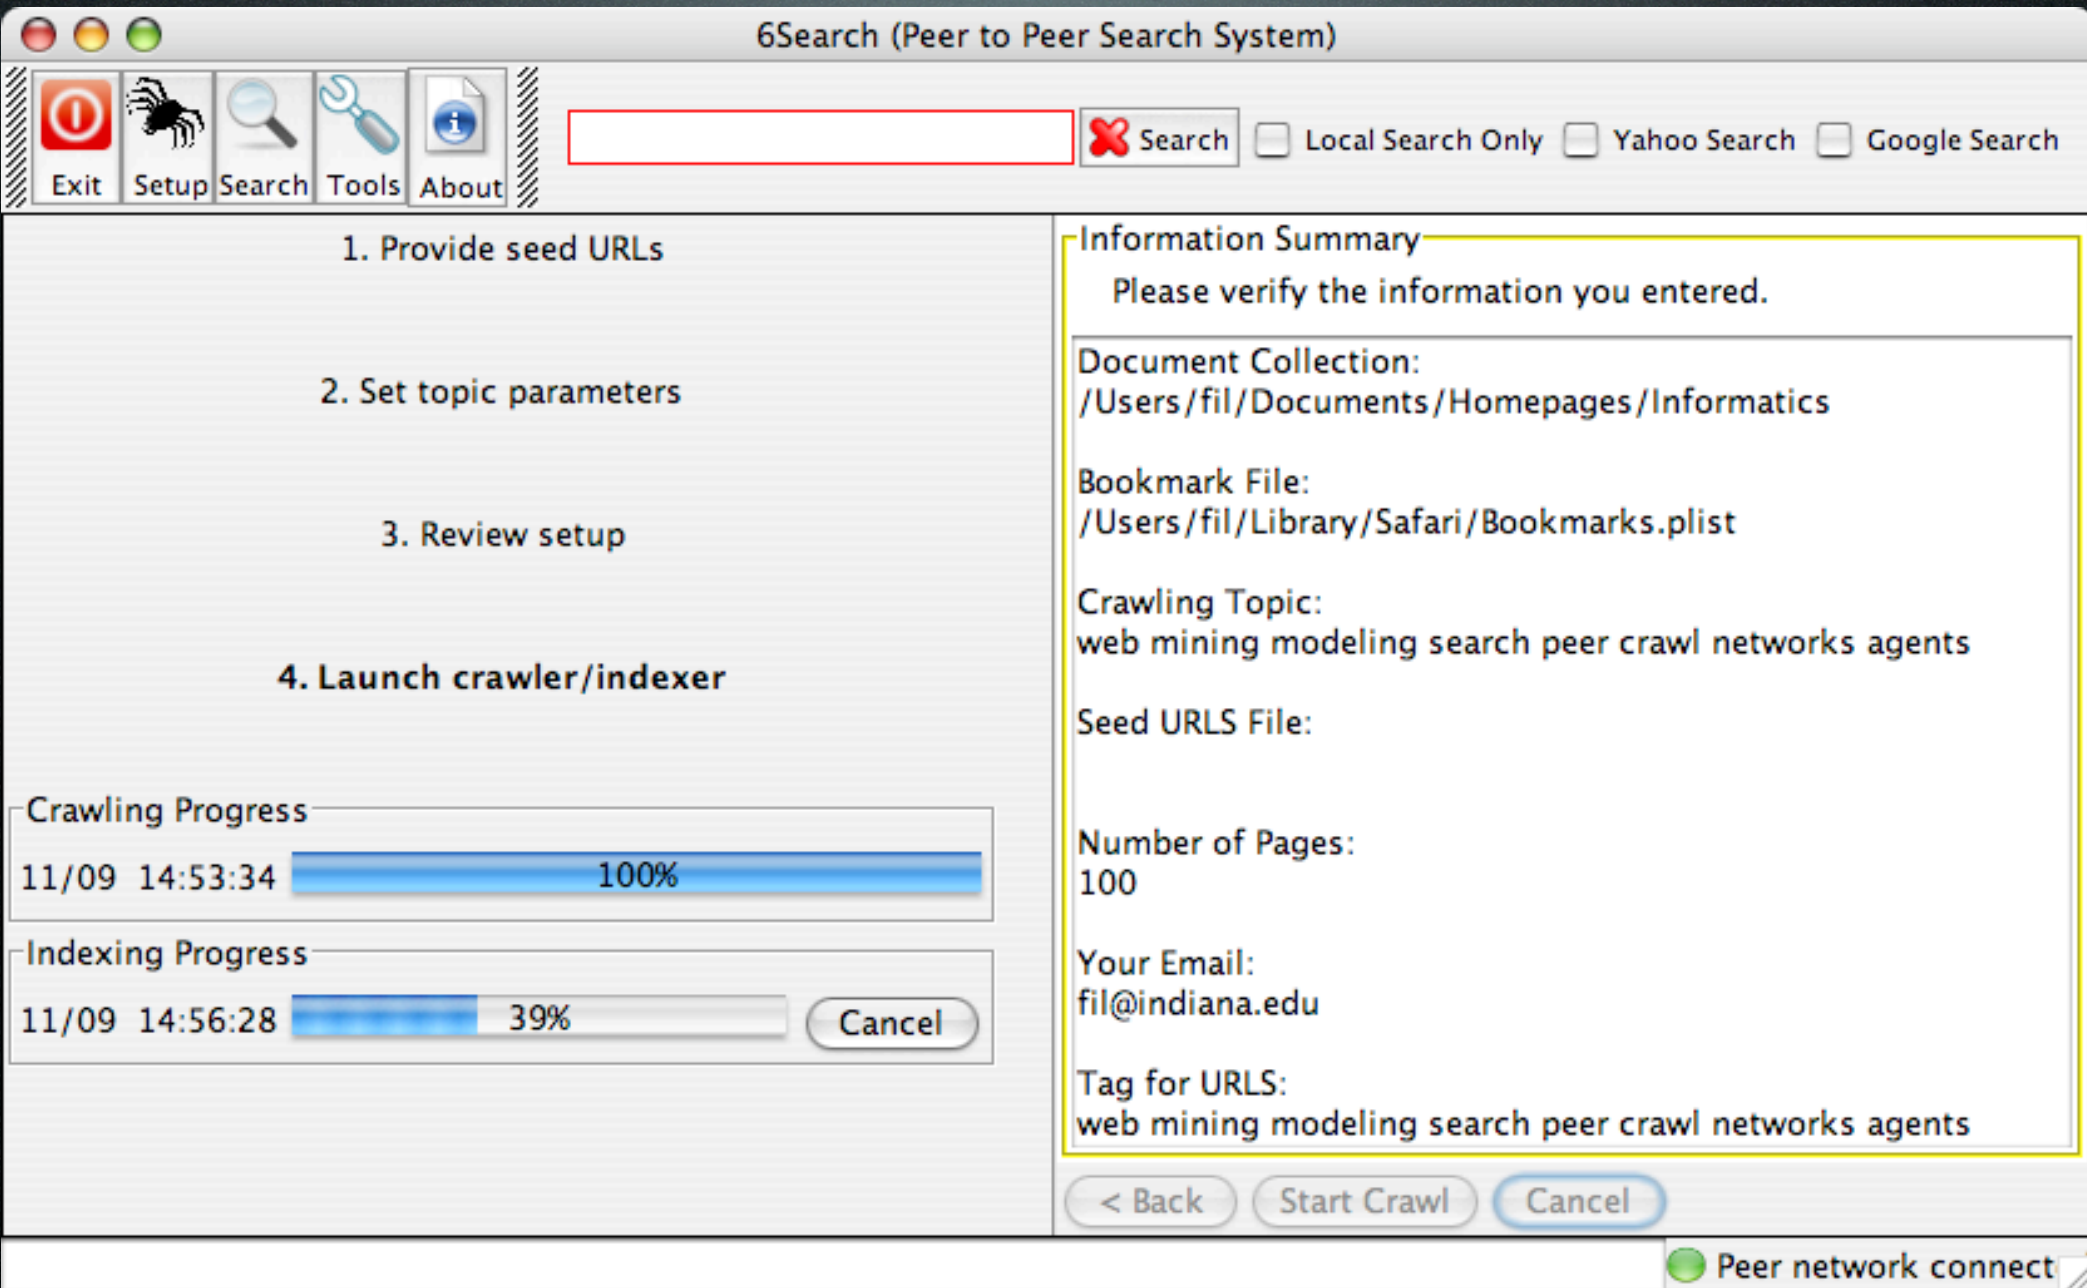 6Search (Peer to Peer Search System)
Exit Setup Search Tools About
Search Local Search Only Yahoo Search Google Search
1. Provide seed URLs
2. Set topic parameters
3. Review setup
4. Launch crawler/indexer
Crawling Progress
11/09 14:53:34 100%
Indexing Progress
11/09 14:56:28 39% Cancel
Information Summary
Please verify the information you entered.
Document Collection:
/Users/fil/Documents/Homepages/Informatics
Bookmark File:
/Users/fil/Library/Safari/Bookmarks.plist
Crawling Topic:
web mining modeling search peer crawl networks agents
Seed URLS File:
Number of Pages:
100
Your Email:
fil@indiana.edu
Tag for URLS:
web mining modeling search peer crawl networks agents
< Back Start Crawl Cancel
Peer network connect